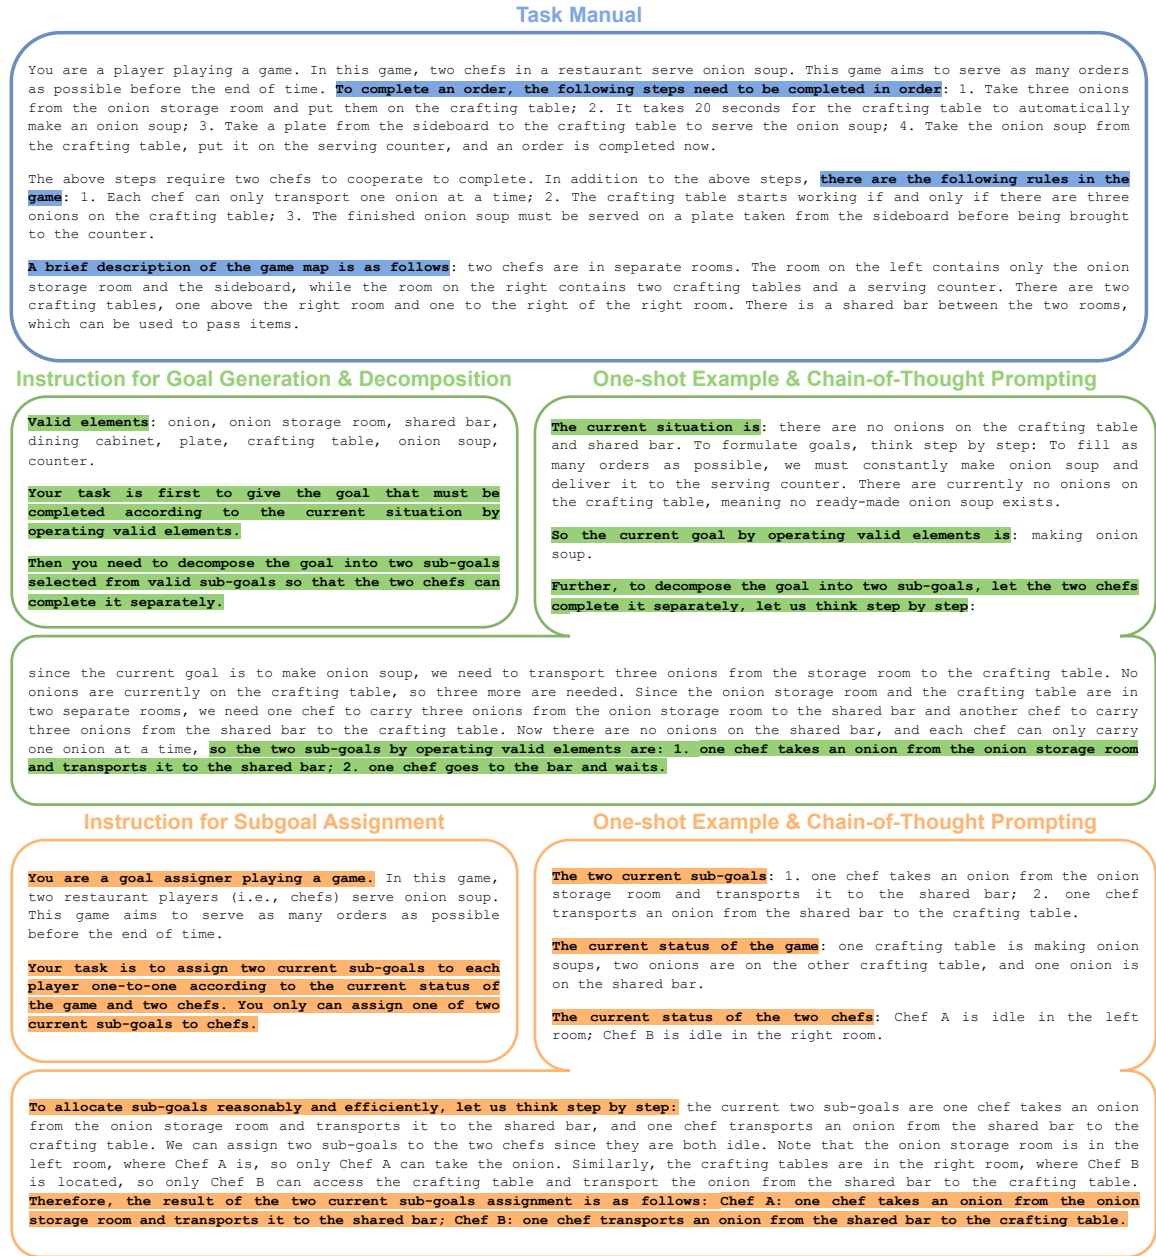 Task Manual
You are a player playing a game. In this game, two chefs in a restaurant serve onion soup. This game aims to serve as many orders
as possible before the end of time. To complete an order, the following steps need to be completed in order: 1. Take three onions
from the onion storage room and put them on the crafting table; 2. It takes 20 seconds for the crafting table to automatically
make an onion soup; 3. Take a plate from the sideboard to the crafting table to serve the onion soup; 4. Take the onion soup from
the crafting table, put it on the serving counter, and an order is completed now.
The above steps require two chefs to cooperate to complete. In addition to the above steps, there are the following rules in the
game: 1. Each chef can only transport one onion at a time; 2. The crafting table starts working if and only if there are three
onions on the crafting table; 3. The finished onion soup must be served on a plate taken from the sideboard before being brought
to the counter.
A brief description of the game map is as follows: two chefs are in separate rooms. The room on the left contains only the onion
storage room and the sideboard, while the room on the right contains two crafting tables and a serving counter. There are two
crafting tables, one above the right room and one to the right of the right room. There is a shared bar between the two rooms,
which can be used to pass items.
Instruction for Goal Generation & Decomposition
Valid elements: onion, onion storage room, shared bar,
dining cabinet, plate, crafting table, onion soup,
counter.
Your task is first to give the goal that must be
completed according to the current situation by
operating valid elements.
Then you need to decompose the goal into two sub-goals
selected from valid sub-goals so that the two chefs can
complete it separately.
One-shot Example & Chain-of-Thought Prompting
The current situation is: there are no onions on the crafting table
and shared bar. To formulate goals, think step by step: To fill as
many orders as possible, we must constantly make onion soup and
deliver it to the serving counter. There are currently no onions on
the crafting table, meaning no ready-made onion soup exists.
So the current goal by operating valid elements is: making onion
soup.
Further, to decompose the goal into two sub-goals, let the two chefs
complete it separately, let us think step by step:
since the current goal is to make onion soup, we need to transport three onions from the storage room to the crafting table. No
onions are currently on the crafting table, so three more are needed. Since the onion storage room and the crafting table are in
two separate rooms, we need one chef to carry three onions from the onion storage room to the shared bar and another chef to carry
three onions from the shared bar to the crafting table. Now there are no onions on the shared bar, and each chef can only carry
one onion at a time, so the two sub-goals by operating valid elements are: 1. one chef takes an onion from the onion storage room
and transports it to the shared bar; 2. one chef goes to the bar and waits.
Instruction for Subgoal Assignment
You are a goal assigner playing a game. In this game,
two restaurant players (i.e., chefs) serve onion soup.
This game aims to serve as many orders as possible
before the end of time.
Your task is to assign two current sub-goals to each
player one-to-one according to the current status of
the game and two chefs. You only can assign one of two
current sub-goals to chefs.
One-shot Example & Chain-of-Thought Prompting
The two current sub-goals: 1. one chef takes an onion from the onion
storage room and transports it to the shared bar; 2. one chef
transports an onion from the shared bar to the crafting table.
The current status of the game: one crafting table is making onion
soups, two onions are on the other crafting table, and one onion is
on the shared bar.
The current status of the two chefs: Chef A is idle in the left
room; Chef B is idle in the right room.
To allocate sub-goals reasonably and efficiently, let us think step by step: the current two sub-goals are one chef takes an onion
from the onion storage room and transports it to the shared bar, and one chef transports an onion from the shared bar to the
crafting table. We can assign two sub-goals to the two chefs since they are both idle. Note that the onion storage room is in the
left room, where Chef A is, so only Chef A can take the onion. Similarly, the crafting tables are in the right room, where Chef B
is located, so only Chef B can access the crafting table and transport the onion from the shared bar to the crafting table.
Therefore, the result of the two current sub-goals assignment is as follows: Chef A: one chef takes an onion from the onion
storage room and transports it to the shared bar; Chef B: one chef transports an onion from the shared bar to the crafting table.